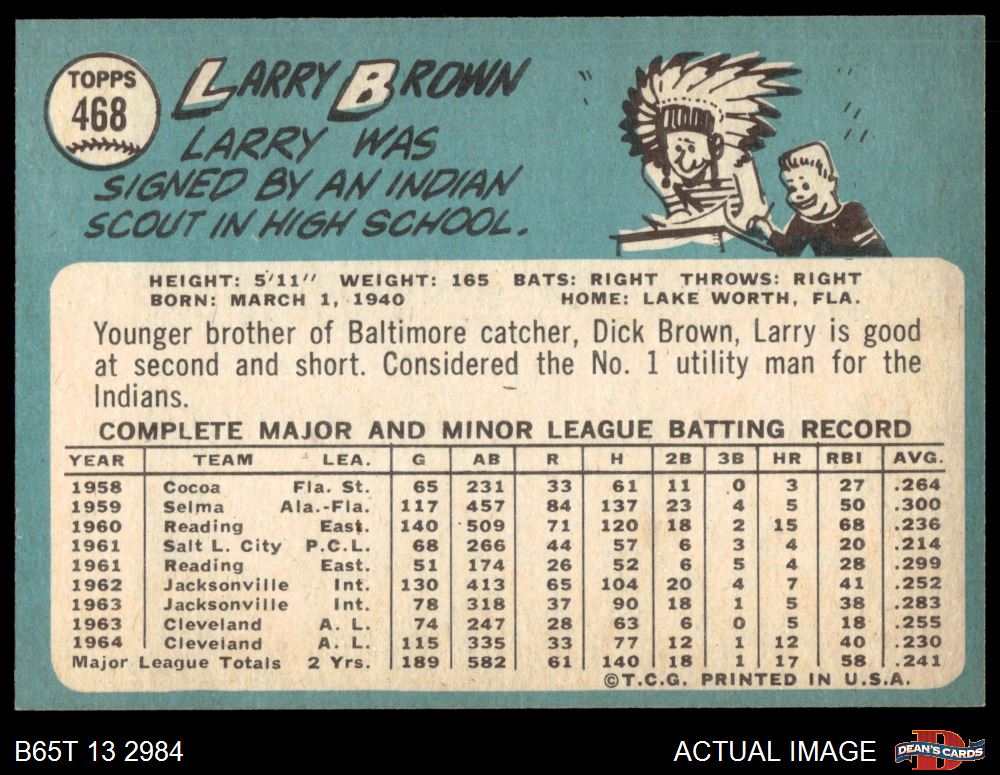 TOPPS
468
LARRY BROWN
LARRY WAS
SIGNED BY AN INDIAN
SCOUT IN HIGH SCHOOL.
HEIGHT: 5'11" WEIGHT: 165 BATS: RIGHT THROWS: RIGHT
BORN: MARCH 1, 1940 HOME: LAKE WORTH, FLA.
Younger brother of Baltimore catcher, Dick Brown, Larry is good
at second and short. Considered the No. 1 utility man for the
Indians.
COMPLETE MAJOR AND MINOR LEAGUE BATTING RECORD
YEAR TEAM LEA. G AB R H 2B 3B HR RBI AVG.
1958 Cocoa Fla. St. 65 231 33 61 11 0 3 27 .264
1959 Selma Ala.-Fla. 117 457 84 137 23 4 5 50 .300
1960 Reading East. 140 509 71 120 18 2 15 68 .236
1961 Salt L. City P.C.L. 68 266 44 57 6 3 4 20 .214
1961 Reading East. 51 174 26 52 6 5 4 28 .299
1962 Jacksonville Int. 130 413 65 104 20 4 7 41 .252
1963 Jacksonville Int. 78 318 37 90 18 1 5 38 .283
1963 Cleveland A. L. 74 247 28 63 6 0 5 18 .255
1964 Cleveland A. L. 115 335 33 77 12 1 12 40 .230
Major League Totals 2 Yrs. 189 582 61 140 18 1 17 58 .241
©T.C.G. PRINTED IN U.S.A.
B65T 13 2984 ACTUAL IMAGE DEAN'S CARDS